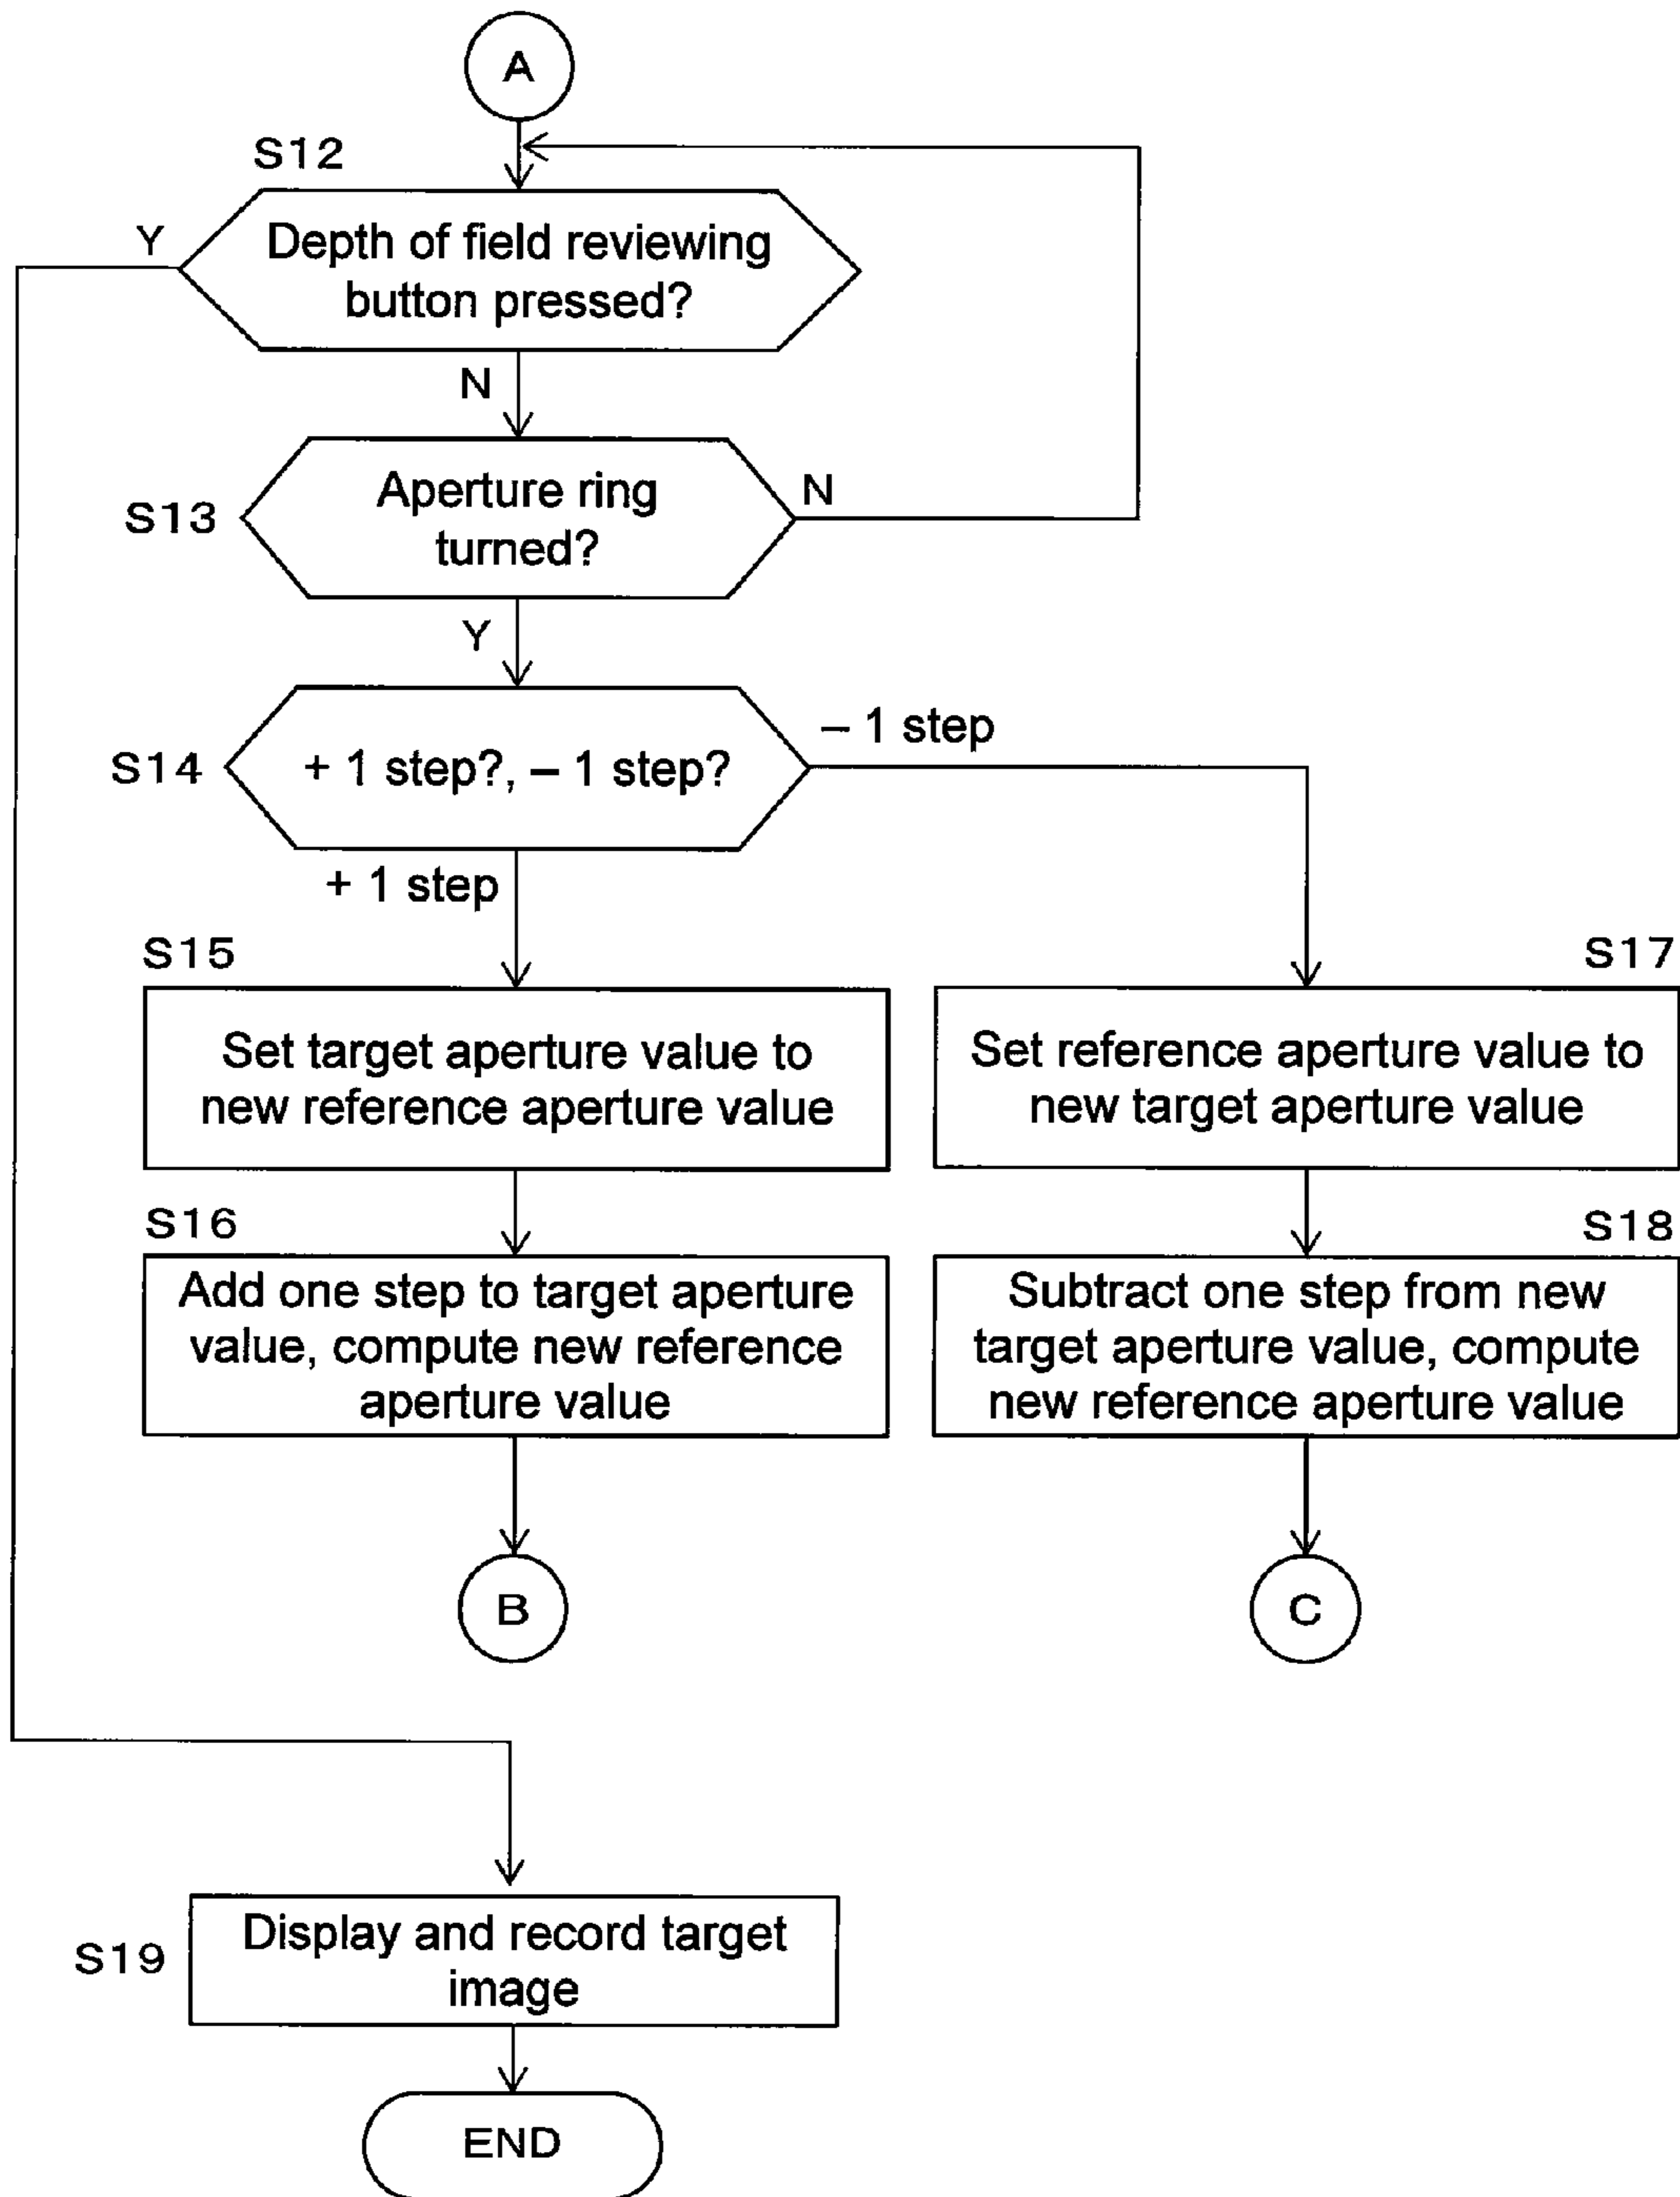 A
S12
Y
Depth of field reviewing
button pressed?
N
S13
Aperture ring
turned?
N
Y
S14
+ 1 step?, – 1 step?
– 1 step
+ 1 step
S15
Set target aperture value to
new reference aperture value
S17
Set reference aperture value to
new target aperture value
S16
Add one step to target aperture
value, compute new reference
aperture value
S18
Subtract one step from new
target aperture value, compute
new reference aperture value
B
C
S19
Display and record target
image
END